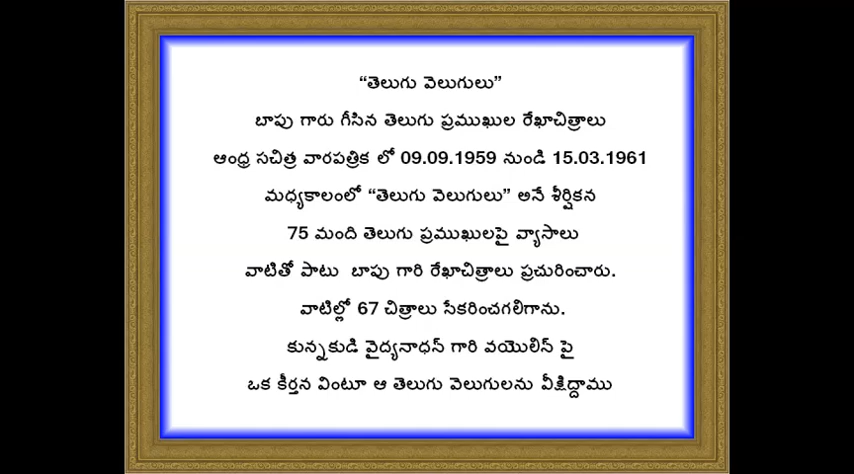 “తెలుగు వెలుగులు”
బాపు గారు గీసిన తెలుగు ప్రముఖుల రేఖాచిత్రాలు
ఆంధ్ర సచిత్ర వారపత్రిక లో 09.09.1959 నుండి 15.03.1961
మధ్యకాలంలో “తెలుగు వెలుగులు” అనే శీర్షికన
75 మంది తెలుగు ప్రముఖులపై వ్యాసాలు
వాటితో పాటు బాపు గారి రేఖాచిత్రాలు ప్రచురించారు.
వాటిల్లో 67 చిత్రాలు సేకరించగలిగాను.
కున్నకుడి వైద్యనాధన్ గారి వయొలిన్ పై
ఒక కీర్తన వింటూ ఆ తెలుగు వెలుగులను వీక్షిద్దాము